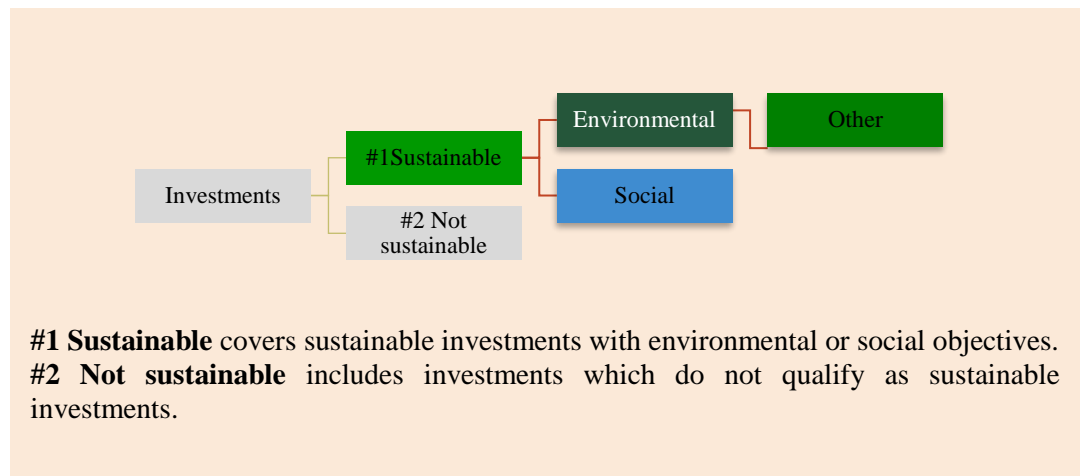 Environmental
Other
#1Sustainable
Investments
Social
#2 Not
sustainable
#1 Sustainable covers sustainable investments with environmental or social objectives.
#2 Not sustainable includes investments which do not qualify as sustainable
investments.